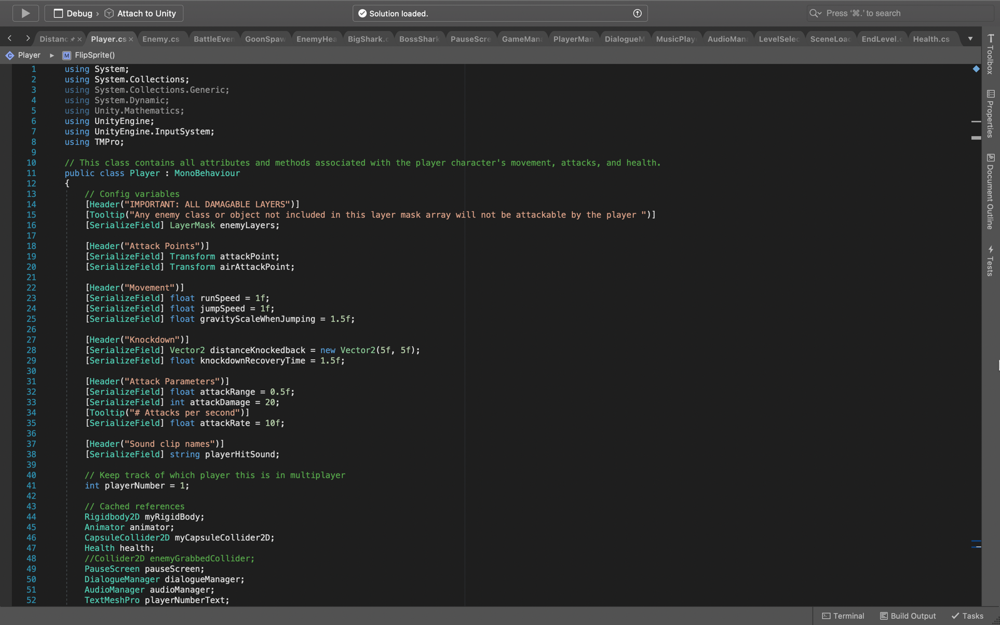 Debug › Attach to Unity
Solution loaded.
Press ‘⌘.’ to search
Distanc
Player.cs
Enemy.cs
BattleEven
GoonSpaw
EnemyHea
BigShark.c
BossShark
PauseScre
GameMana
PlayerMan
DialogueM
MusicPlay
AudioMana
LevelSelec
SceneLoad
EndLevel.c
Health.cs
C Player ▸ M FlipSprite()
1 using System;
2 using System.Collections;
3 using System.Collections.Generic;
4 using System.Dynamic;
5 using Unity.Mathematics;
6 using UnityEngine;
7 using UnityEngine.InputSystem;
8 using TMPro;
9
10 // This class contains all attributes and methods associated with the player character's movement, attacks, and health.
11 public class Player : MonoBehaviour
12 {
13 // Config variables
14 [Header("IMPORTANT: ALL DAMAGABLE LAYERS")]
15 [Tooltip("Any enemy class or object not included in this layer mask array will not be attackable by the player ")]
16 [SerializeField] LayerMask enemyLayers;
17
18 [Header("Attack Points")]
19 [SerializeField] Transform attackPoint;
20 [SerializeField] Transform airAttackPoint;
21
22 [Header("Movement")]
23 [SerializeField] float runSpeed = 1f;
24 [SerializeField] float jumpSpeed = 1f;
25 [SerializeField] float gravityScaleWhenJumping = 1.5f;
26
27 [Header("Knockdown")]
28 [SerializeField] Vector2 distanceKnockedback = new Vector2(5f, 5f);
29 [SerializeField] float knockdownRecoveryTime = 1.5f;
30
31 [Header("Attack Parameters")]
32 [SerializeField] float attackRange = 0.5f;
33 [SerializeField] int attackDamage = 20;
34 [Tooltip("# Attacks per second")]
35 [SerializeField] float attackRate = 10f;
36
37 [Header("Sound clip names")]
38 [SerializeField] string playerHitSound;
39
40 // Keep track of which player this is in multiplayer
41 int playerNumber = 1;
42
43 // Cached references
44 Rigidbody2D myRigidBody;
45 Animator animator;
46 CapsuleCollider2D myCapsuleCollider2D;
47 Health health;
48 //Collider2D enemyGrabbedCollider;
49 PauseScreen pauseScreen;
50 DialogueManager dialogueManager;
51 AudioManager audioManager;
52 TextMeshPro playerNumberText;
Toolbox
Properties
Document Outline
Tests
Terminal
Build Output
Tasks